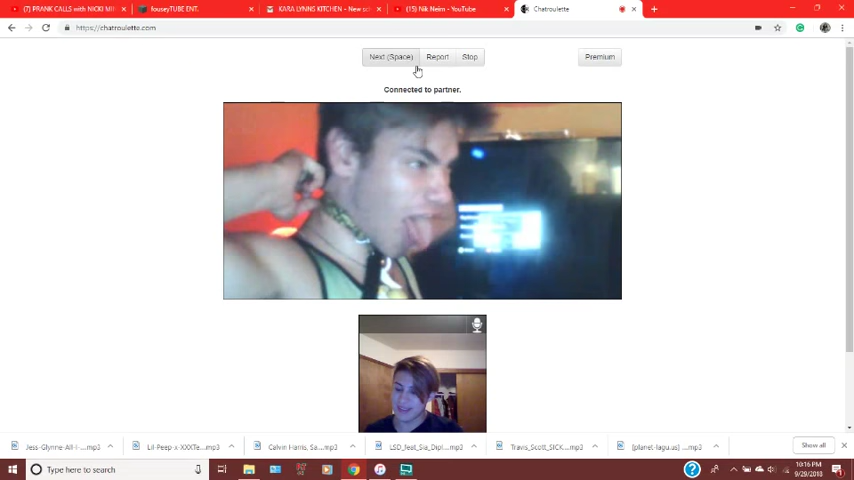 (7) PRANK CALLS with NICKI MI
fouseyTUBE ENT.
KARA LYNNS KITCHEN - New s
(15) Nik Neim - YouTube
Chatroulette
https://chatroulette.com
Next (Space)
Report
Stop
Premium
Connected to partner.
Jess-Glynne-All-I-....mp3
Lil-Peep-x-XXXTe....mp3
Calvin Harris, Sa....mp3
LSD_feat_Sia_Dipl....mp3
Travis_Scott_SICK....mp3
[planet-lagu.us] ....mp3
Show all
Type here to search
10:16 PM
9/29/2018